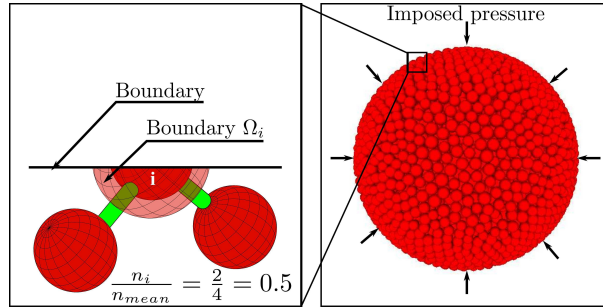 Boundary
Boundary Ω_i
i
n_i / n_mean = 2/4 = 0.5
Imposed pressure